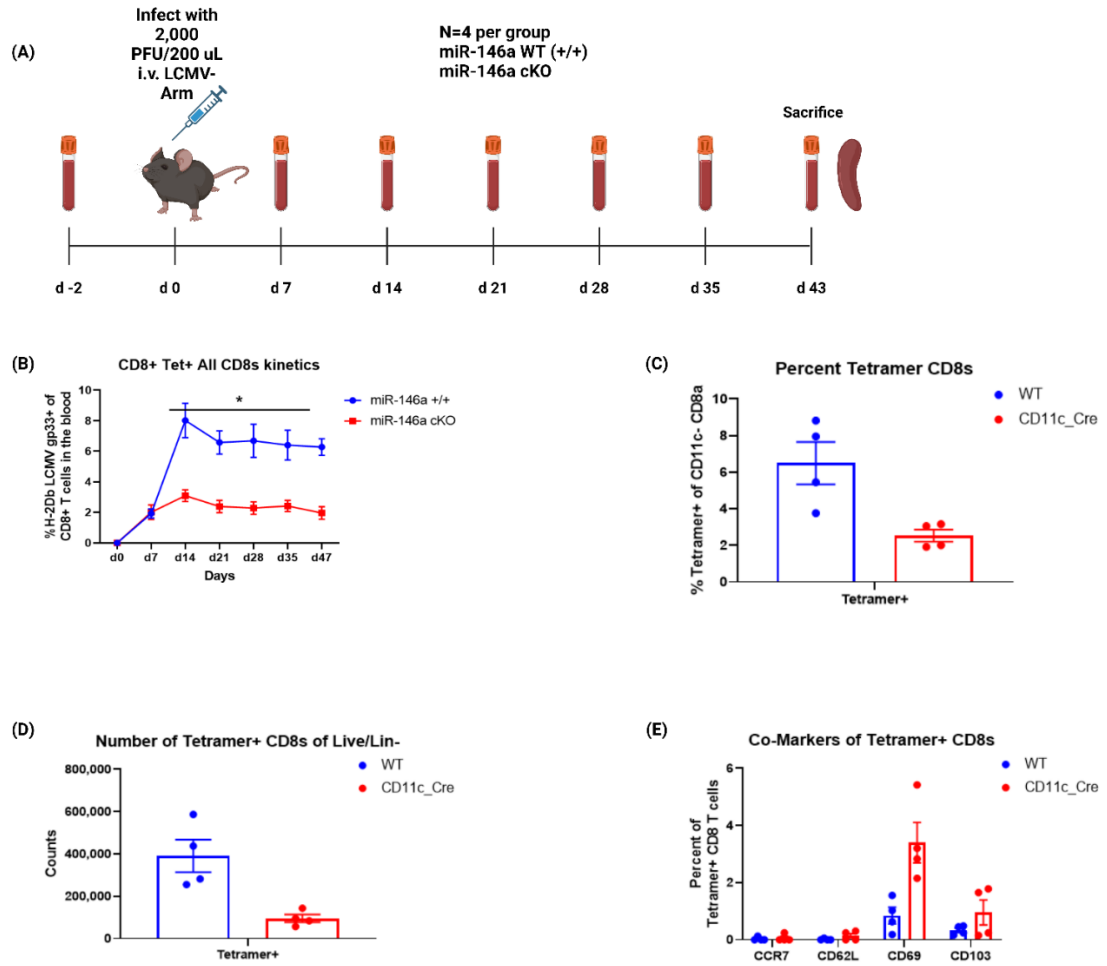 (A)
Infect with
2,000
PFU/200 uL
i.v. LCMV-
Arm
N=4 per group
miR-146a WT (+/+)
miR-146a cKO
Sacrifice
d -2
d 0
d 7
d 14
d 21
d 28
d 35
d 43
(B)
CD8+ Tet+ All CD8s kinetics
%H-2Db LCMV gp33+ of
CD8+ T cells in the blood
10
8
6
4
2
0
*
miR-146a +/+
miR-146a cKO
d0
d7
d14
d21
d28
d35
d47
Days
(C)
Percent Tetramer CD8s
% Tetramer+ of CD11c- CD8a
10
8
6
4
2
0
WT
CD11c_Cre
Tetramer+
(D)
Number of Tetramer+ CD8s of Live/Lin-
Counts
800,000
600,000
400,000
200,000
0
WT
CD11c_Cre
Tetramer+
(E)
Co-Markers of Tetramer+ CD8s
Percent of
Tetramer+ CD8 T cells
6
4
2
0
WT
CD11c_Cre
CCR7
CD62L
CD69
CD103